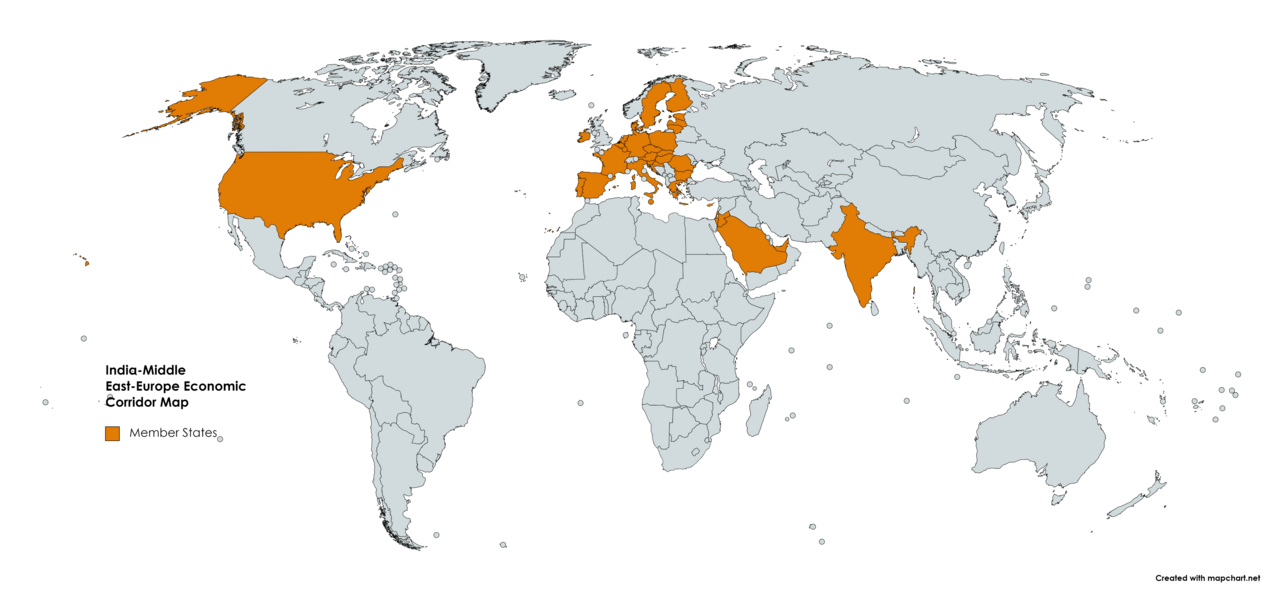 India-Middle
East-Europe Economic
Corridor Map
Member States
Created with mapchart.net